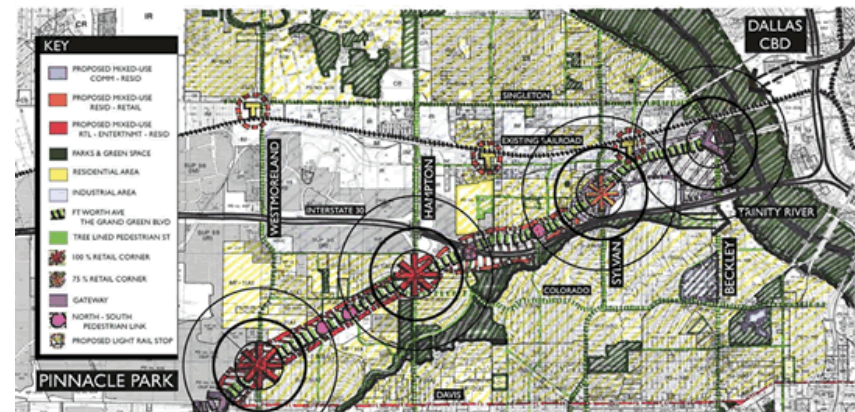 KEY
PROPOSED MIXED-USE
COMM - RESID
PROPOSED MIXED-USE
RESID - RETAIL
PROPOSED MIXED-USE
RTL - ENTERTNMT - RESID
PARKS & GREEN SPACE
RESIDENTIAL AREA
INDUSTRIAL AREA
FT WORTH AVE
THE GRAND GREEN BLVD
TREE LINED PEDESTRIAN ST
100 % RETAIL CORNER
75 % RETAIL CORNER
GATEWAY
NORTH - SOUTH
PEDESTRIAN LINK
PROPOSED LIGHT RAIL STOP
PINNACLE PARK
WESTMORELAND
HAMPTON
INTERSTATE 30
SINGLETON
EXISTING RAILROAD
DALLAS
CBD
TRINITY RIVER
SYLVAN
BECKLEY
COLORADO
DAVIS
CR
IR
CR